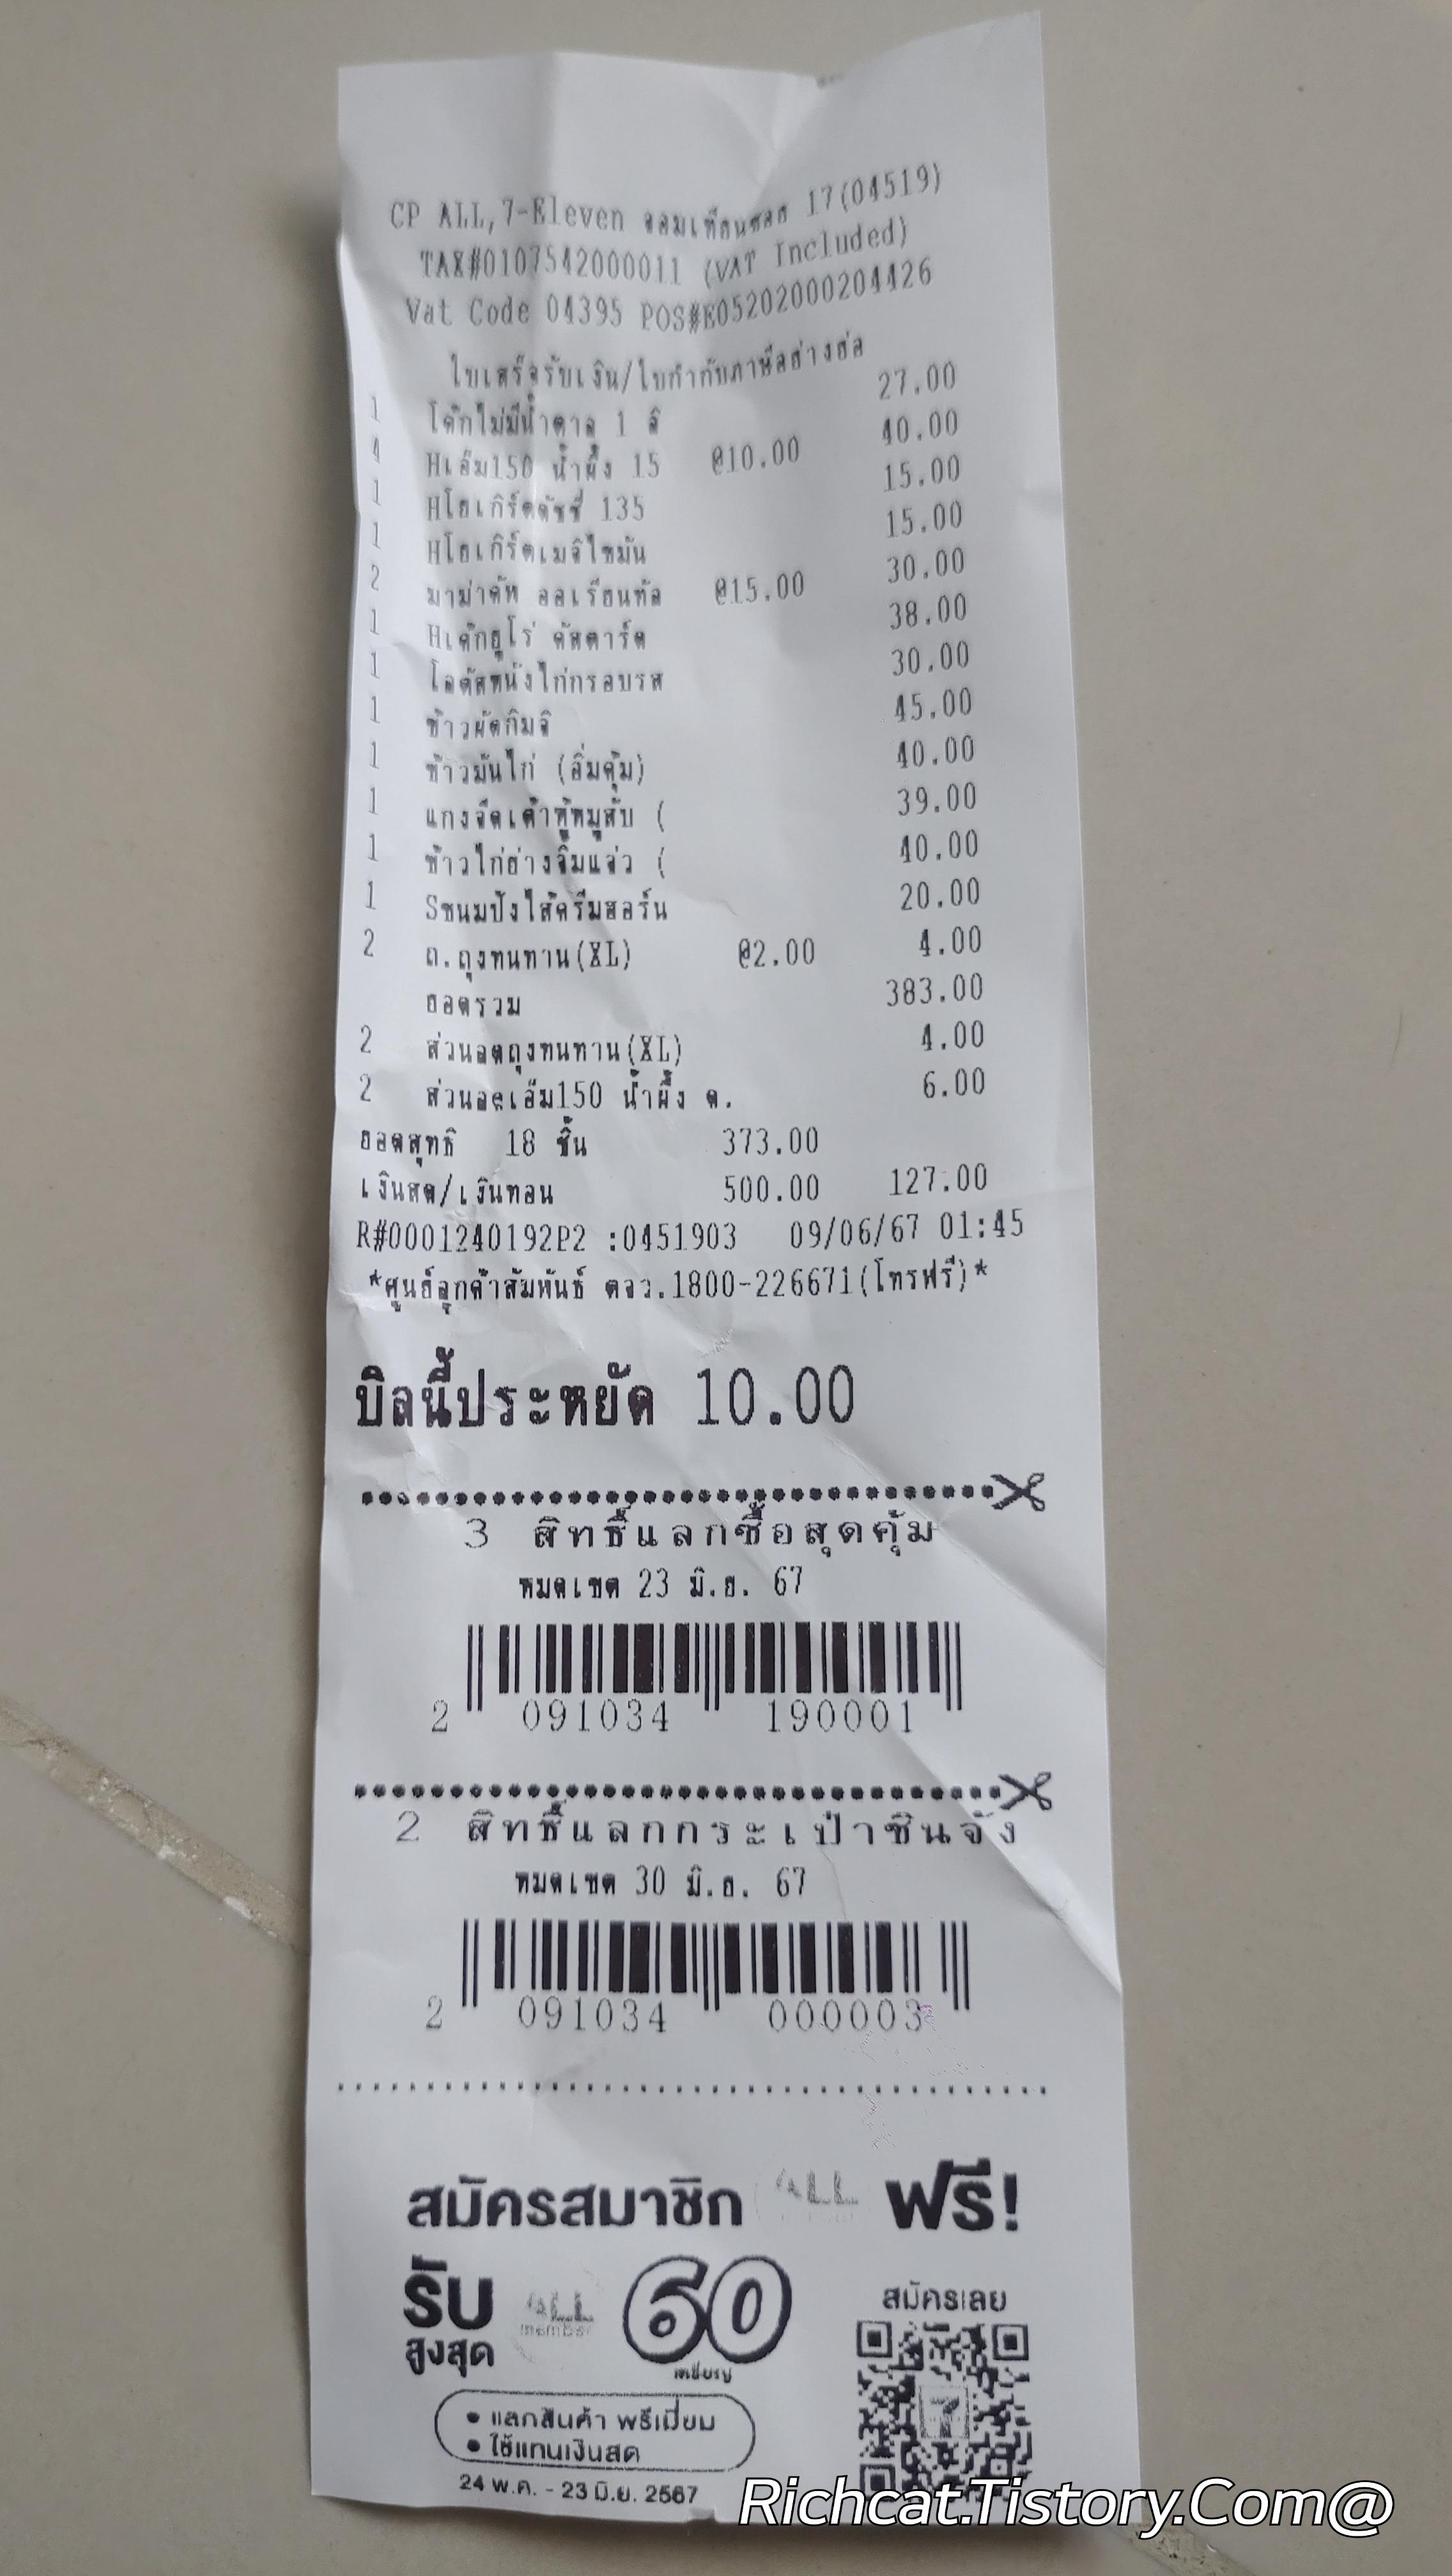 CP ALL,7-Eleven จอมเทียนซอย 17(04519)
TAX#0107542000011 (VAT Included)
Vat Code 04395 POS#E05202000204426
ใบเสร็จรับเงิน/ใบกำกับภาษีอย่างย่อ
1 โค้กไม่มีน้ำตาล 1 ลิ 27.00
4 Hเอ็ม150 น้ำผึ้ง 15 @10.00 40.00
1 Hโยเกิร์ตดัชชี่ 135 15.00
1 Hโยเกิร์ตเมจิไขมัน 15.00
2 มาม่าคัพ ออเรียนทัล @15.00 30.00
1 Hเค้กยูโร่ คัสตาร์ด 38.00
1 โลตัสหนังไก่กรอบรส 30.00
1 ข้าวผัดกิมจิ 45.00
1 ข้าวมันไก่ (อิ่มคุ้ม) 40.00
1 แกงจืดเต้าหู้หมูสับ ( 39.00
1 ข้าวไก่ย่างจิ้มแจ่ว ( 40.00
1 Sขนมปังไส้ครีมฮอร์น 20.00
2 ถ.ถุงทนทาน(XL) @2.00 4.00
ยอดรวม 383.00
2 ส่วนลดถุงทนทาน(XL) 4.00
2 ส่วนลดเอ็ม150 น้ำผึ้ง ด. 6.00
ยอดสุทธิ 18 ชิ้น 373.00
เงินสด/เงินทอน 500.00 127.00
R#0001240192P2 :0451903 09/06/67 01:45
*ศูนย์ลูกค้าสัมพันธ์ ตจว.1800-226671(โทรฟรี)*
บิลนี้ประหยัด 10.00
3 สิทธิ์แลกซื้อสุดคุ้ม
หมดเขต 23 มิ.ย. 67
2 091034 190001
2 สิทธิ์แลกกระเป๋าชินจัง
หมดเขต 30 มิ.ย. 67
2 091034 000003
สมัครสมาชิก ALL ฟรี!
รับ สูงสุด ALL member 60
สมัครเลย
• แลกสินค้า พรีเมี่ยม
• ใช้แทนเงินสด
24 พ.ค. - 23 มิ.ย. 2567
Richcat.Tistory.Com@